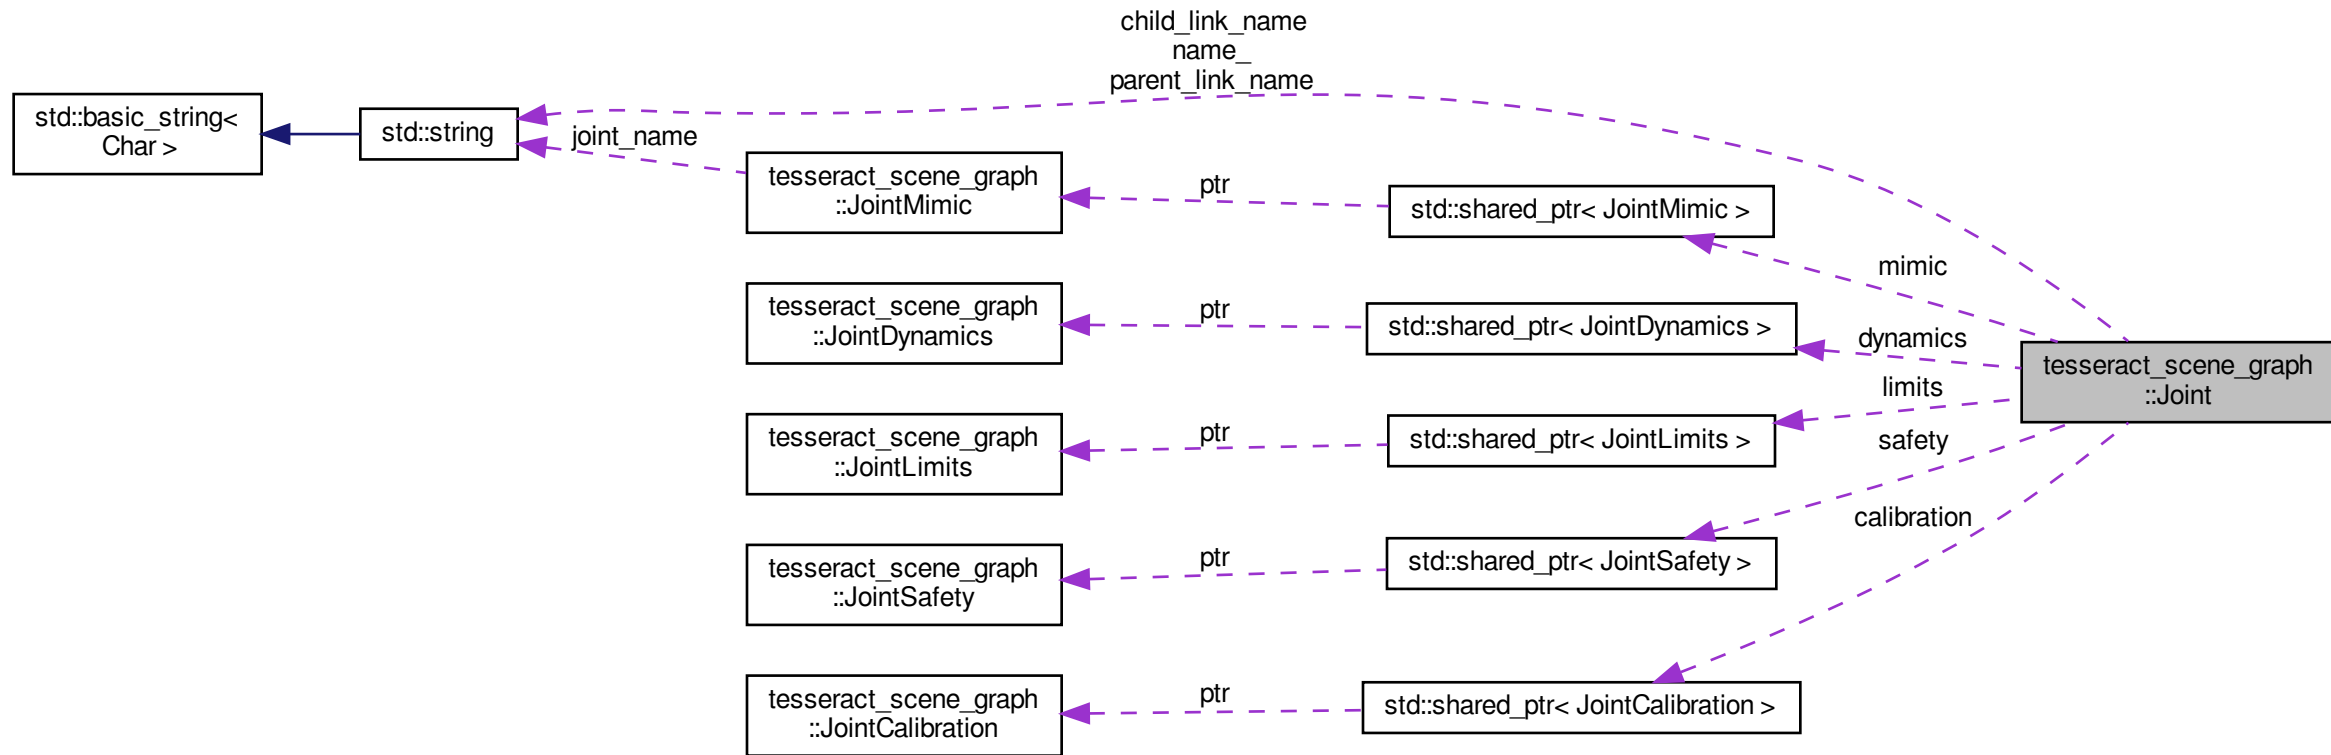 child_link_name
name_
parent_link_name
std::basic_string<
Char >
std::string
joint_name
tesseract_scene_graph
::JointMimic
ptr
std::shared_ptr< JointMimic >
mimic
tesseract_scene_graph
::JointDynamics
ptr
std::shared_ptr< JointDynamics >
dynamics
tesseract_scene_graph
::Joint
limits
tesseract_scene_graph
::JointLimits
ptr
std::shared_ptr< JointLimits >
safety
tesseract_scene_graph
::JointSafety
ptr
std::shared_ptr< JointSafety >
calibration
tesseract_scene_graph
::JointCalibration
ptr
std::shared_ptr< JointCalibration >